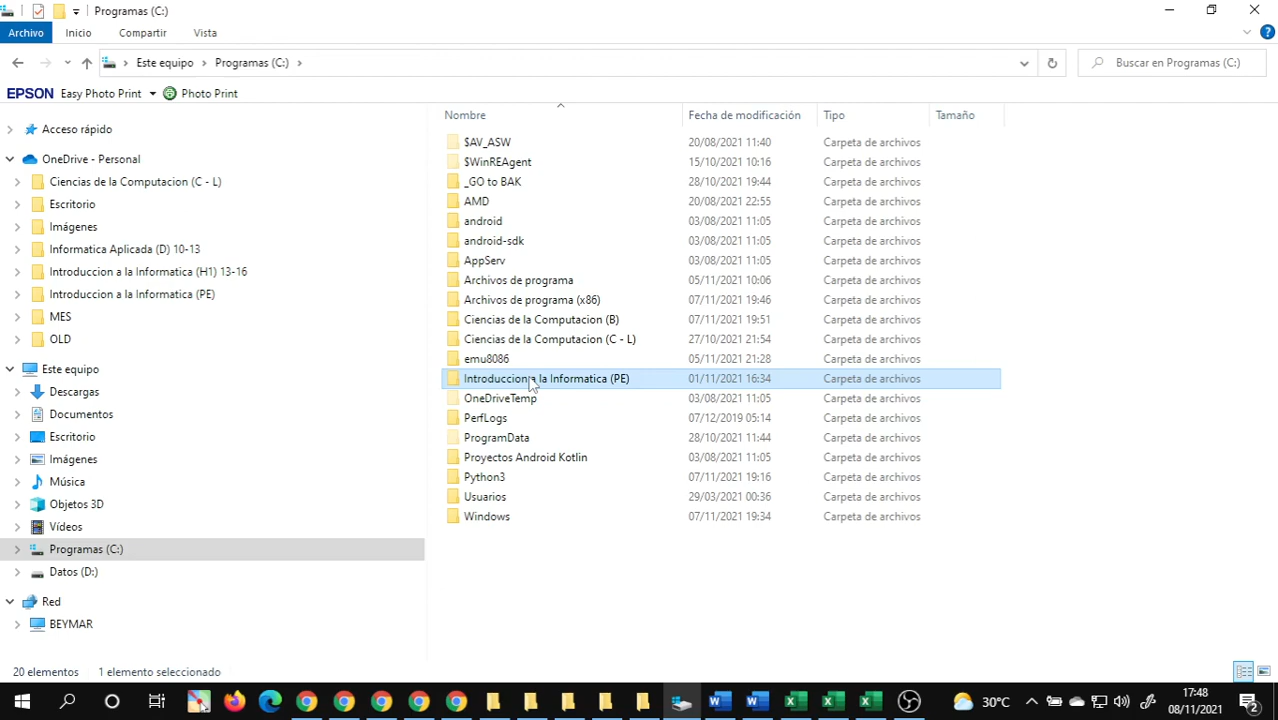 Programas (C:)
Archivo Inicio Compartir Vista
Este equipo Programas (C:) Buscar en Programas (C:)
EPSON Easy Photo Print Photo Print
Nombre Fecha de modificación Tipo Tamaño
Acceso rápido
OneDrive - Personal
Ciencias de la Computacion (C - L)
Escritorio
Imágenes
Informatica Aplicada (D) 10-13
Introduccion a la Informatica (H1) 13-16
Introduccion a la Informatica (PE)
MES
OLD
Este equipo
Descargas
Documentos
Escritorio
Imágenes
Música
Objetos 3D
Vídeos
Programas (C:)
Datos (D:)
Red
BEYMAR
$AV_ASW 20/08/2021 11:40 Carpeta de archivos
$WinREAgent 15/10/2021 10:16 Carpeta de archivos
_GO to BAK 28/10/2021 19:44 Carpeta de archivos
AMD 20/08/2021 22:55 Carpeta de archivos
android 03/08/2021 11:05 Carpeta de archivos
android-sdk 03/08/2021 11:05 Carpeta de archivos
AppServ 03/08/2021 11:05 Carpeta de archivos
Archivos de programa 05/11/2021 10:06 Carpeta de archivos
Archivos de programa (x86) 07/11/2021 19:46 Carpeta de archivos
Ciencias de la Computacion (B) 07/11/2021 19:51 Carpeta de archivos
Ciencias de la Computacion (C - L) 27/10/2021 21:54 Carpeta de archivos
emu8086 05/11/2021 21:28 Carpeta de archivos
Introduccion a la Informatica (PE) 01/11/2021 16:34 Carpeta de archivos
OneDriveTemp 03/08/2021 11:05 Carpeta de archivos
PerfLogs 07/12/2019 05:14 Carpeta de archivos
ProgramData 28/10/2021 11:44 Carpeta de archivos
Proyectos Android Kotlin 03/08/2021 11:05 Carpeta de archivos
Python3 07/11/2021 19:16 Carpeta de archivos
Usuarios 29/03/2021 00:36 Carpeta de archivos
Windows 07/11/2021 19:34 Carpeta de archivos
20 elementos 1 elemento seleccionado
30°C 17:48
08/11/2021
2